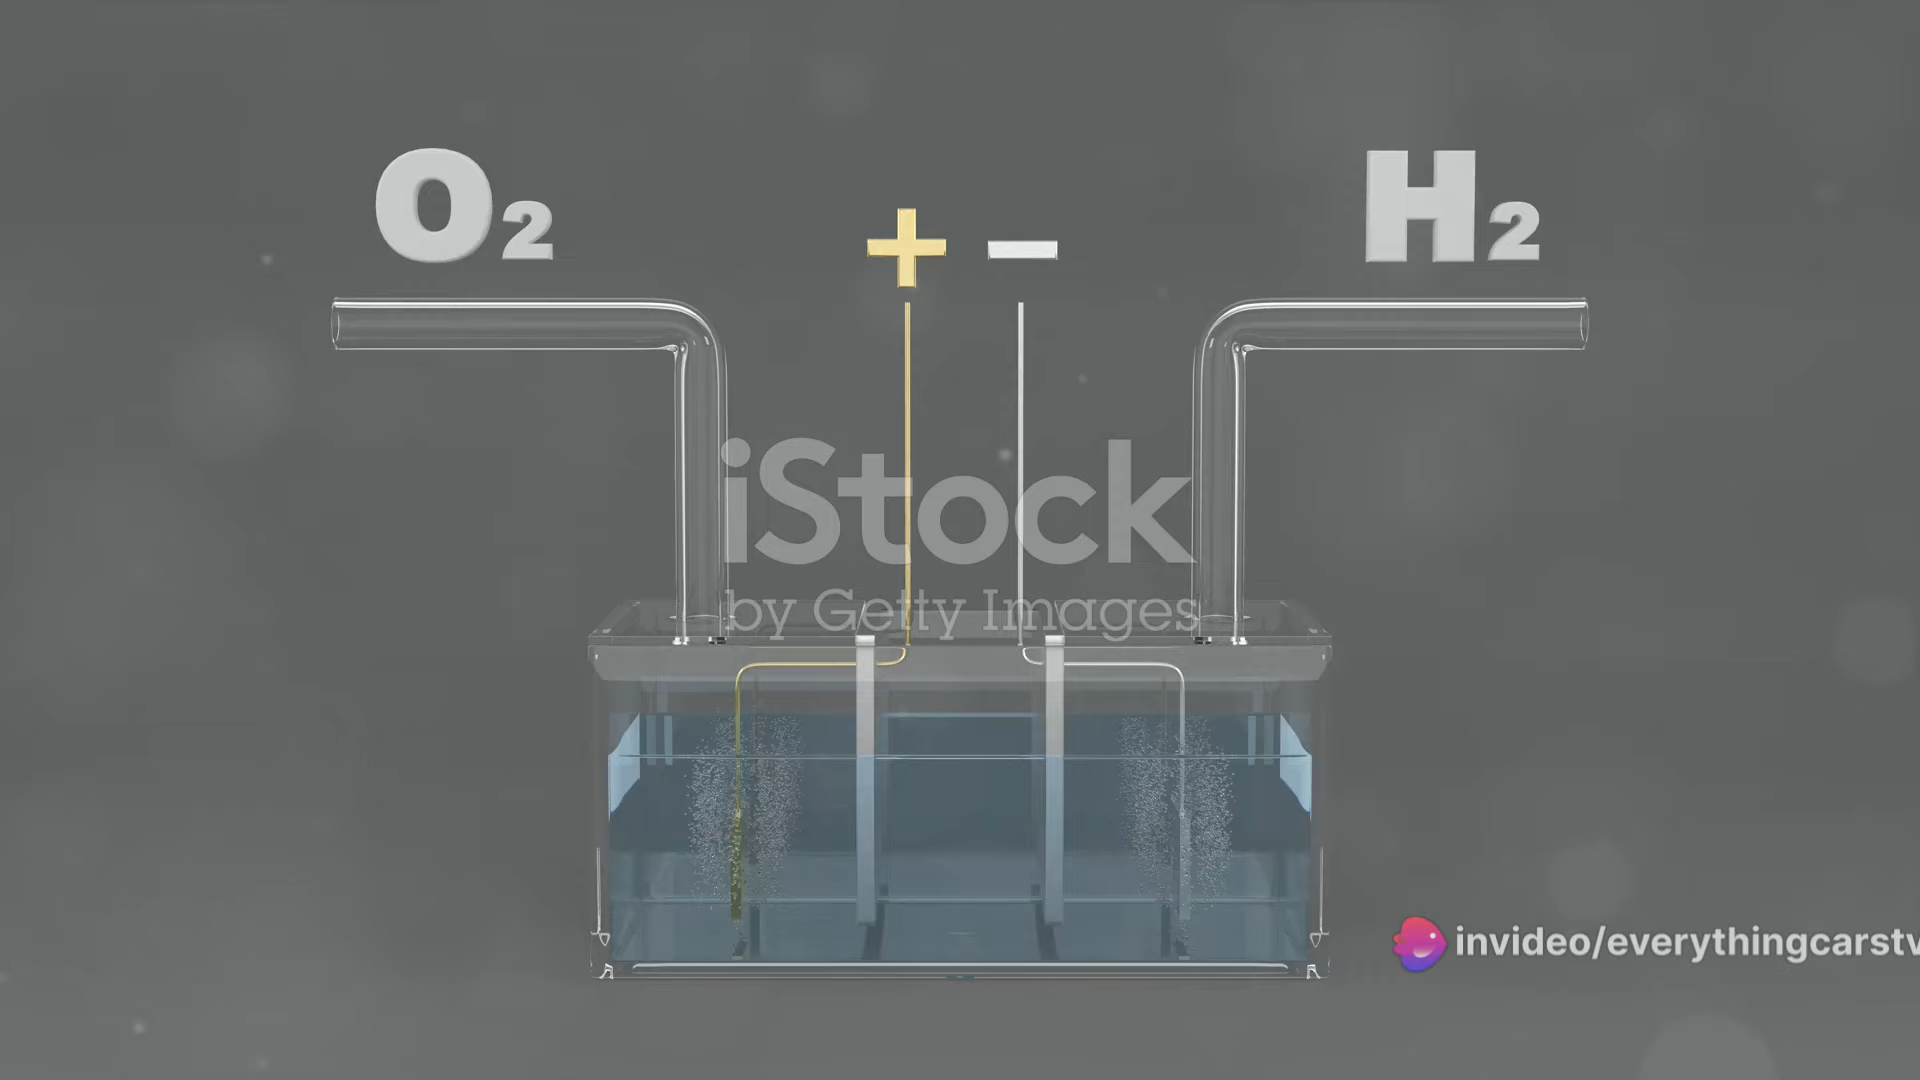 O2
H2
+ −
iStock
by Getty Images
invideo/everythingcarstv